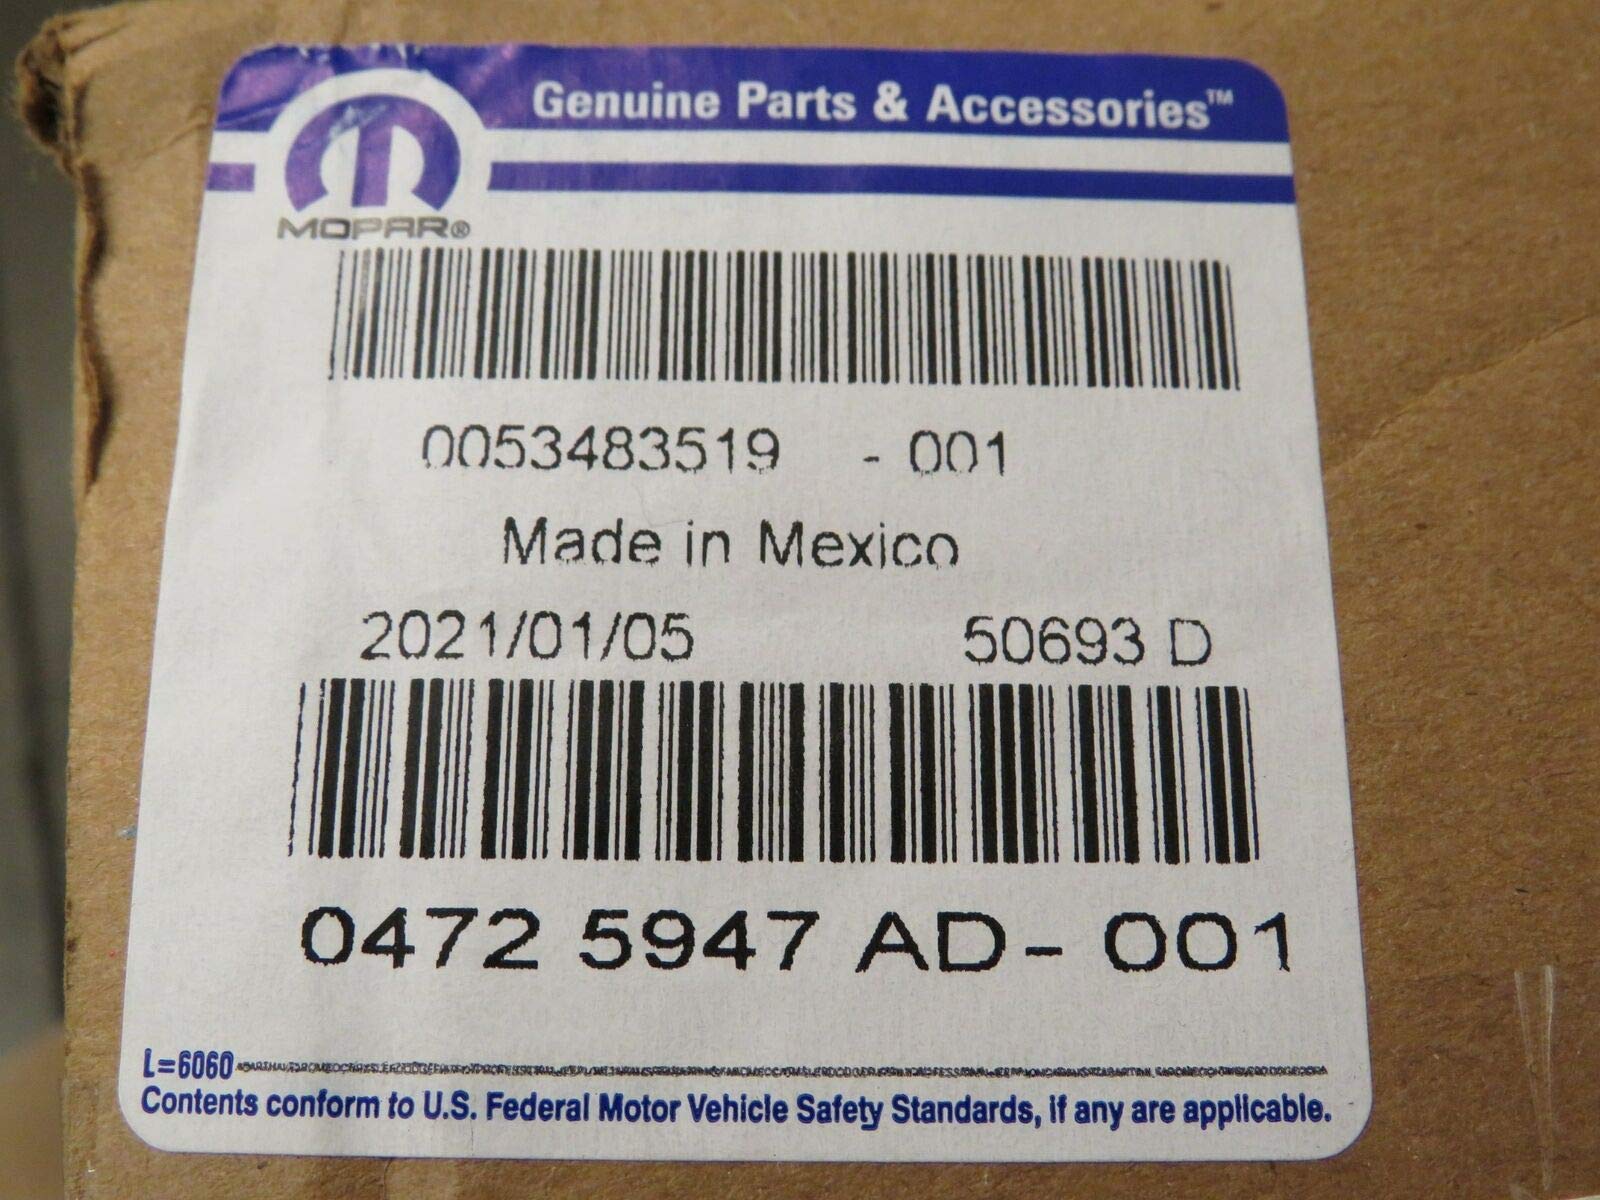 Genuine Parts & Accessories™
MOPAR®
0053483519 - 001
Made in Mexico
2021/01/05 50693 D
0472 5947 AD- 001
L=6060
Contents conform to U.S. Federal Motor Vehicle Safety Standards, if any are applicable.